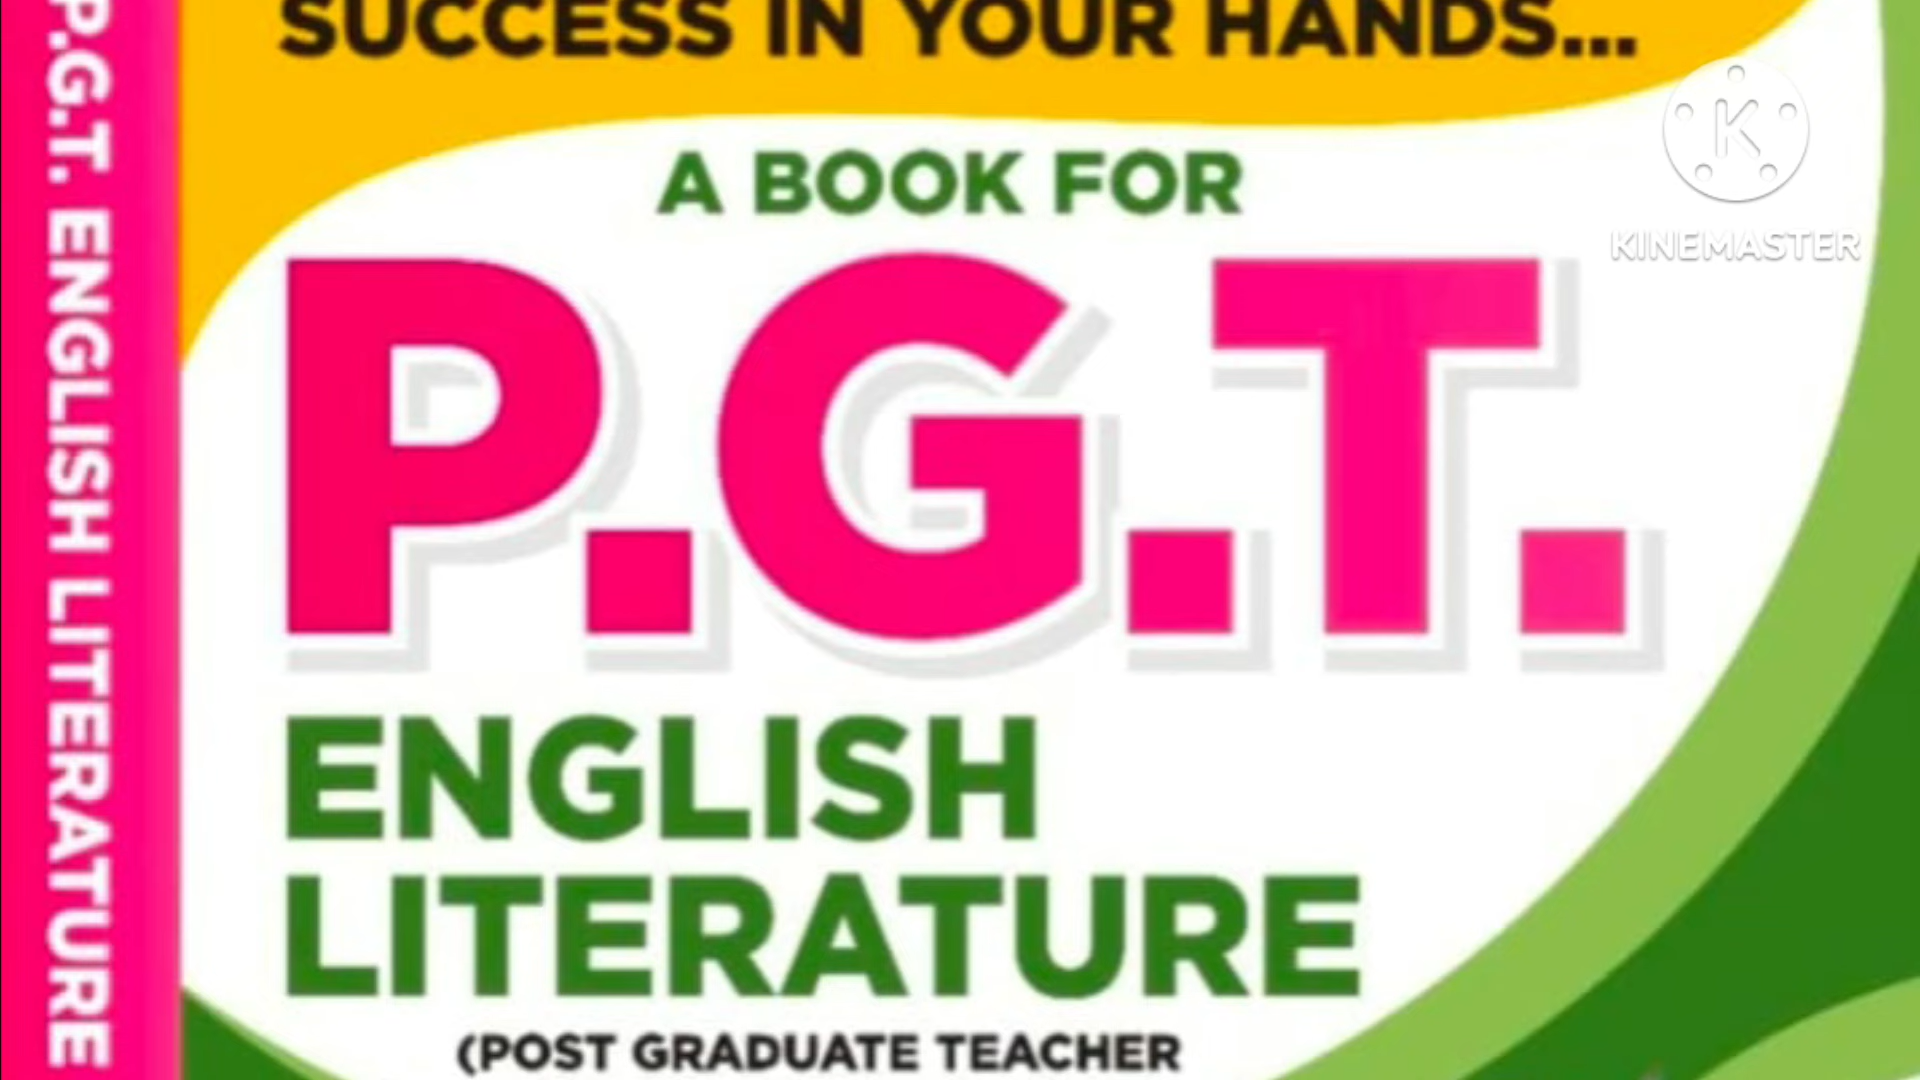 SUCCESS IN YOUR HANDS...
A BOOK FOR
P.G.T.
ENGLISH
LITERATURE
(POST GRADUATE TEACHER
P.G.T. ENGLISH LITERATURE
K
KINEMASTER